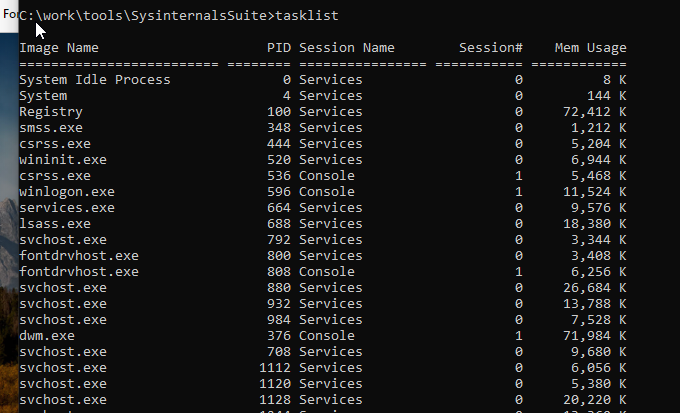 For
C:\work\tools\SysinternalsSuite>tasklist
Image Name                     PID Session Name        Session#    Mem Usage
========================= ======== ================ =========== ============
System Idle Process              0 Services                   0          8 K
System                           4 Services                   0        144 K
Registry                       100 Services                   0     72,412 K
smss.exe                       348 Services                   0      1,212 K
csrss.exe                      444 Services                   0      5,204 K
wininit.exe                    520 Services                   0      6,944 K
csrss.exe                      536 Console                    1      5,468 K
winlogon.exe                   596 Console                    1     11,524 K
services.exe                   664 Services                   0      9,576 K
lsass.exe                      688 Services                   0     18,380 K
svchost.exe                    792 Services                   0      3,344 K
fontdrvhost.exe                800 Services                   0      3,408 K
fontdrvhost.exe                808 Console                    1      6,256 K
svchost.exe                    880 Services                   0     26,684 K
svchost.exe                    932 Services                   0     13,788 K
svchost.exe                    984 Services                   0      7,528 K
dwm.exe                        376 Console                    1     71,984 K
svchost.exe                    708 Services                   0      9,680 K
svchost.exe                   1112 Services                   0      6,056 K
svchost.exe                   1120 Services                   0      5,380 K
svchost.exe                   1128 Services                   0     20,220 K